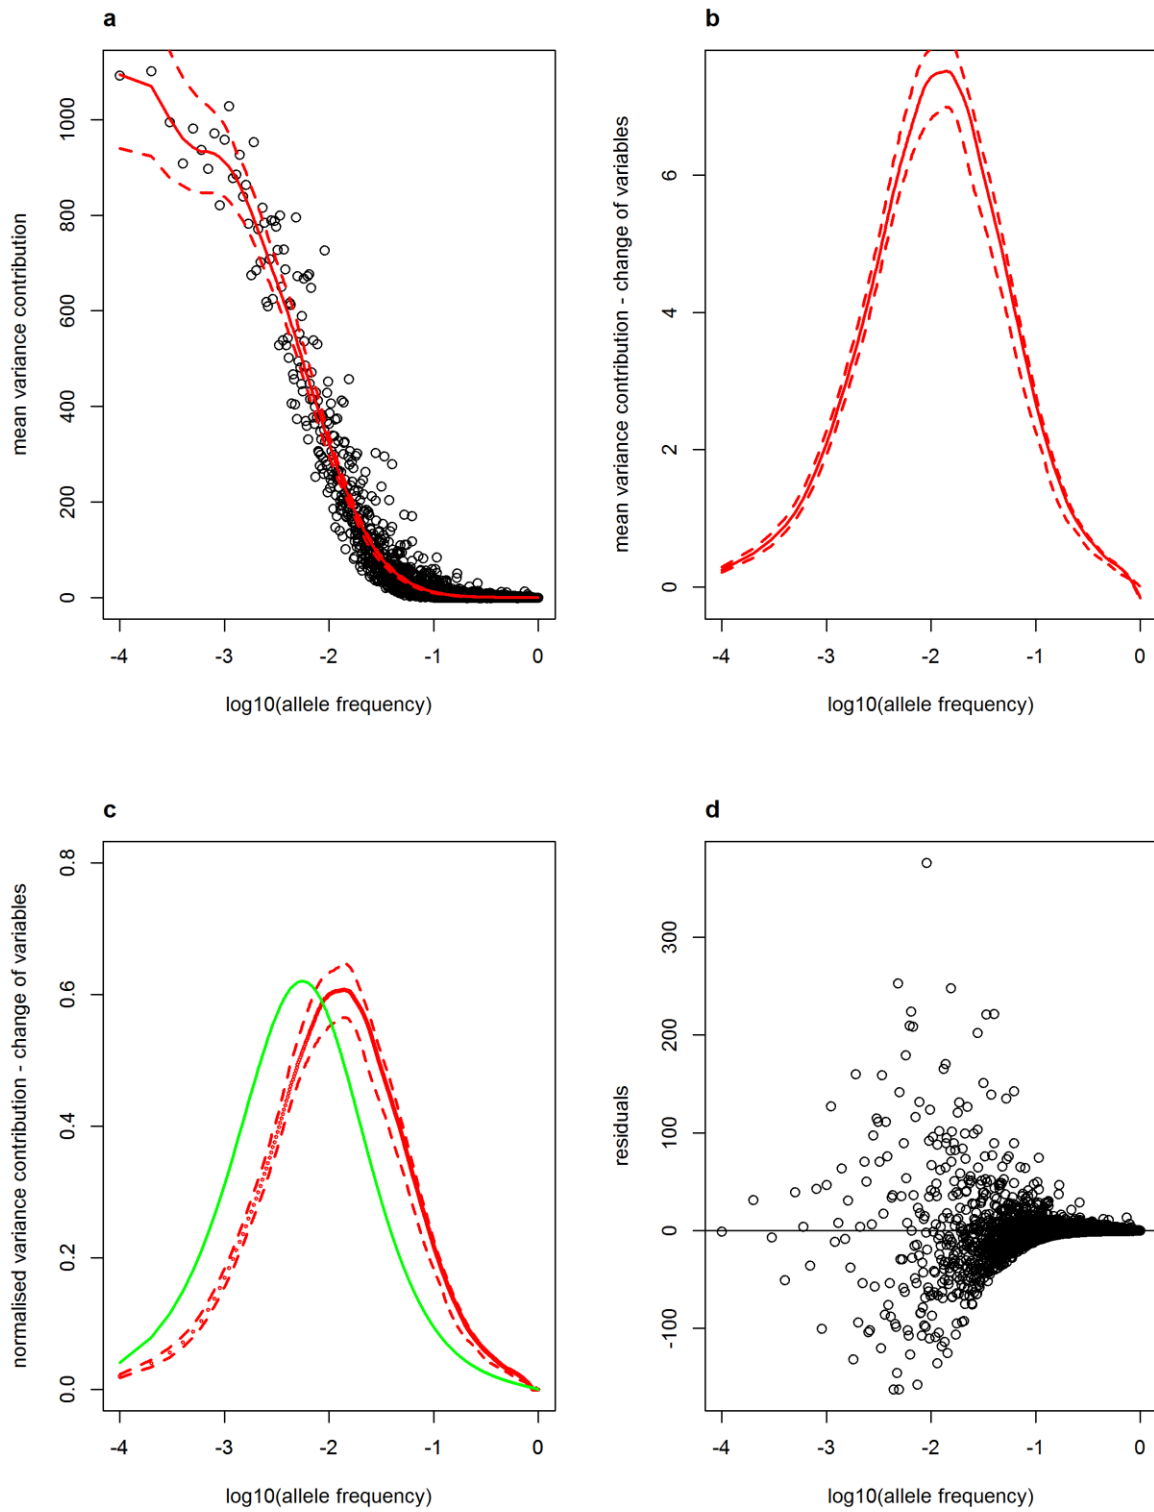 a
mean variance contribution
1000
800
600
400
200
0
-4 -3 -2 -1 0
log10(allele frequency)
b
mean variance contribution - change of variables
6
4
2
0
-4 -3 -2 -1 0
log10(allele frequency)
c
normalised variance contribution - change of variables
0.8
0.6
0.4
0.2
0.0
-4 -3 -2 -1 0
log10(allele frequency)
d
residuals
300
200
100
0
-100
-4 -3 -2 -1 0
log10(allele frequency)